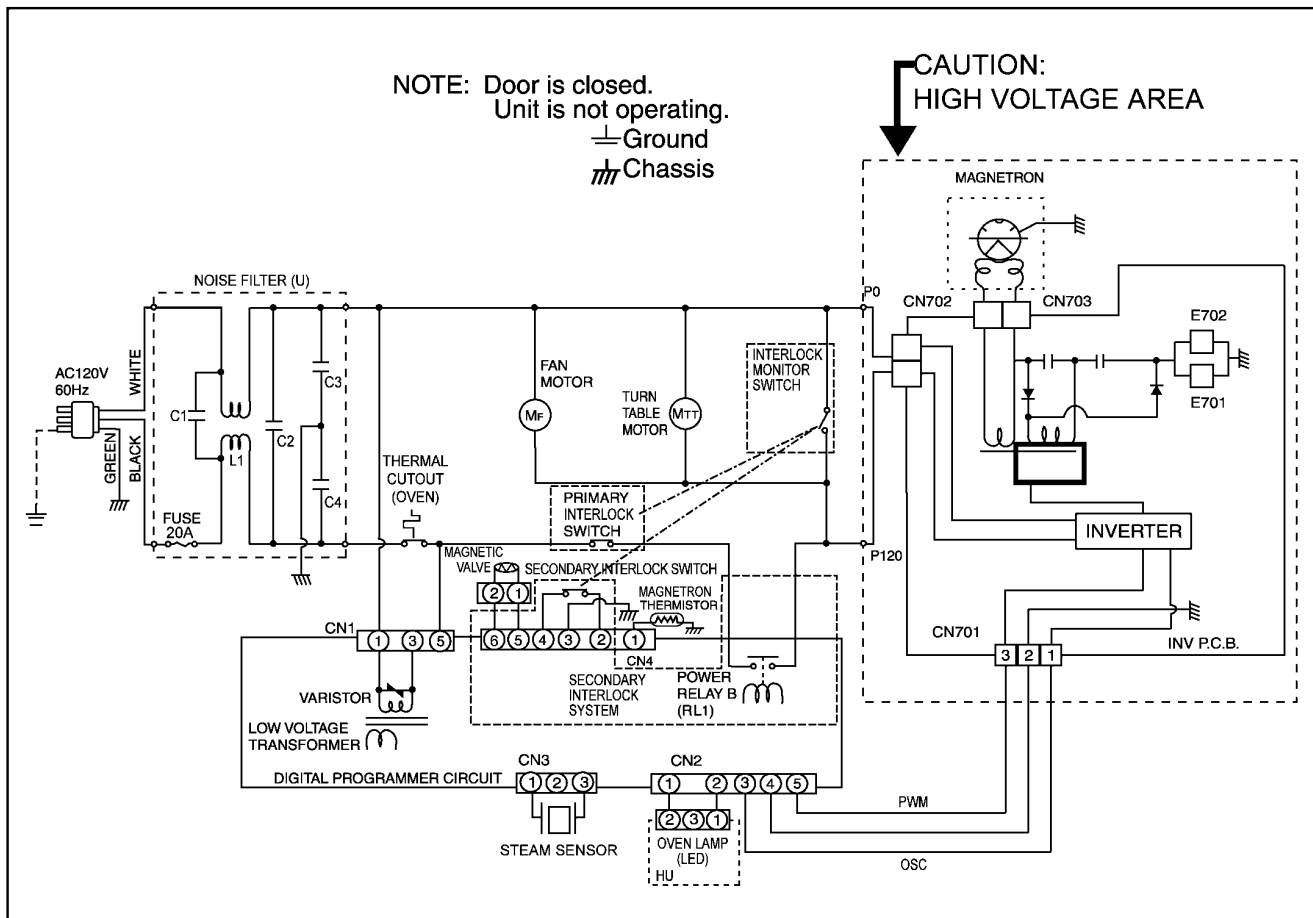 NOTE: Door is closed.
Unit is not operating.
Ground
Chassis
CAUTION:
HIGH VOLTAGE AREA
MAGNETRON
NOISE FILTER (U)
P0
CN702
CN703
E702
E701
AC120V
60Hz
WHITE
GREEN
BLACK
C1
L1
C2
C3
C4
FUSE
20A
FAN
MOTOR
MF
TURN
TABLE
MOTOR
MTT
INTERLOCK
MONITOR
SWITCH
THERMAL
CUTOUT
(OVEN)
PRIMARY
INTERLOCK
SWITCH
P120
INVERTER
MAGNETIC
VALVE
SECONDARY INTERLOCK SWITCH
2 1
MAGNETRON
THERMISTOR
CN1
1 3 5
6 5 4 3 2 1
CN4
CN701
3 2 1
INV P.C.B.
VARISTOR
LOW VOLTAGE
TRANSFORMER
SECONDARY
INTERLOCK
SYSTEM
POWER
RELAY B
(RL1)
DIGITAL PROGRAMMER CIRCUIT
CN3
1 2 3
STEAM SENSOR
CN2
1 2 3 4 5
2 3 1
OVEN LAMP
(LED)
HU
PWM
OSC